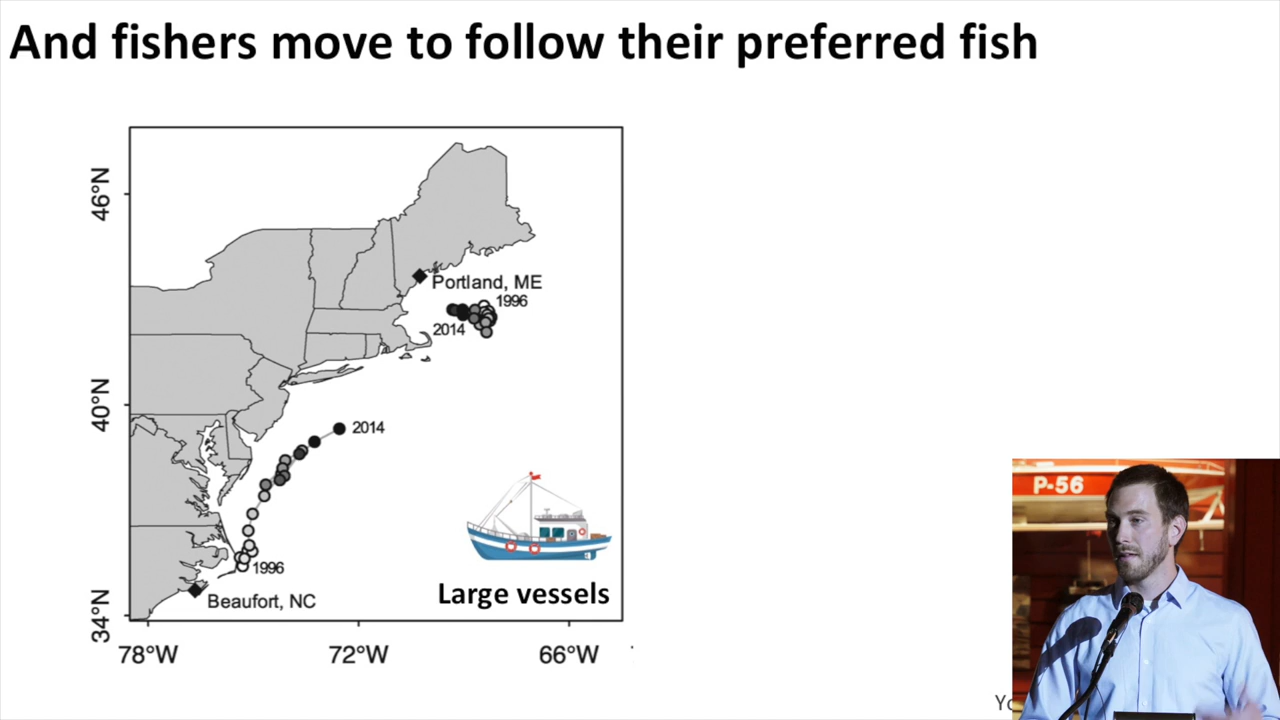 And fishers move to follow their preferred fish
46°N
40°N
34°N
78°W
72°W
66°W
Portland, ME
1996
2014
2014
1996
Beaufort, NC
Large vessels
P-56